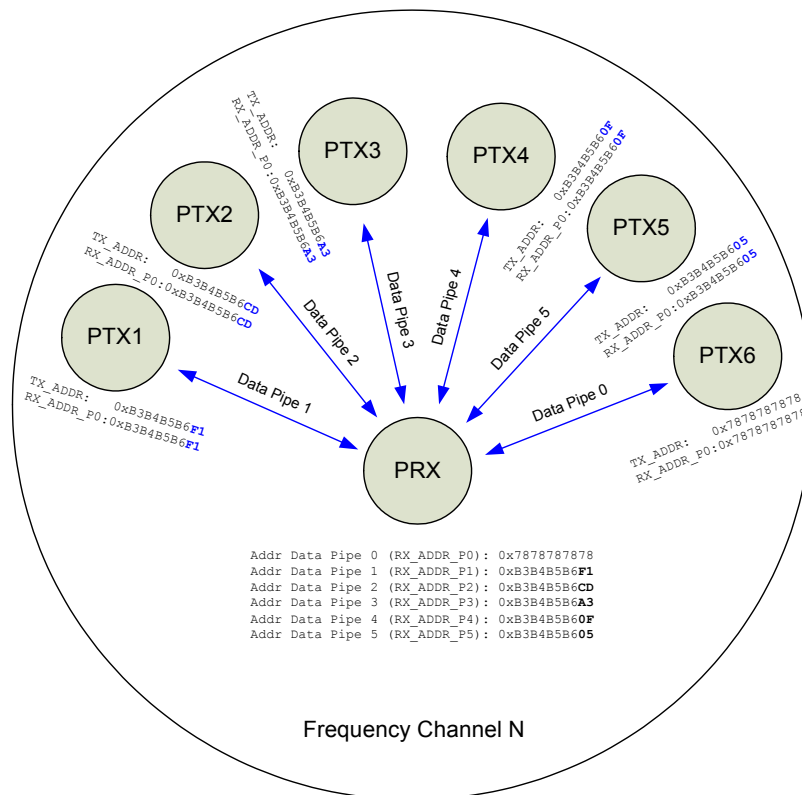 PTX3
PTX4
PTX2
PTX5
PTX1
PTX6
TX_ADDR: 0xB3B4B5B6A3
RX_ADDR_P0:0xB3B4B5B6A3
TX_ADDR: 0xB3B4B5B60F
RX_ADDR_P0:0xB3B4B5B60F
TX_ADDR: 0xB3B4B5B6CD
RX_ADDR_P0:0xB3B4B5B6CD
TX_ADDR: 0xB3B4B5B605
RX_ADDR_P0:0xB3B4B5B605
TX_ADDR: 0xB3B4B5B6F1
RX_ADDR_P0:0xB3B4B5B6F1
TX_ADDR: 0x7878787878
RX_ADDR_P0:0x7878787878
Data Pipe 1
Data Pipe 2
Data Pipe 3
Data Pipe 4
Data Pipe 5
Data Pipe 0
PRX
Addr Data Pipe 0 (RX_ADDR_P0): 0x7878787878
Addr Data Pipe 1 (RX_ADDR_P1): 0xB3B4B5B6F1
Addr Data Pipe 2 (RX_ADDR_P2): 0xB3B4B5B6CD
Addr Data Pipe 3 (RX_ADDR_P3): 0xB3B4B5B6A3
Addr Data Pipe 4 (RX_ADDR_P4): 0xB3B4B5B60F
Addr Data Pipe 5 (RX_ADDR_P5): 0xB3B4B5B605
Frequency Channel N